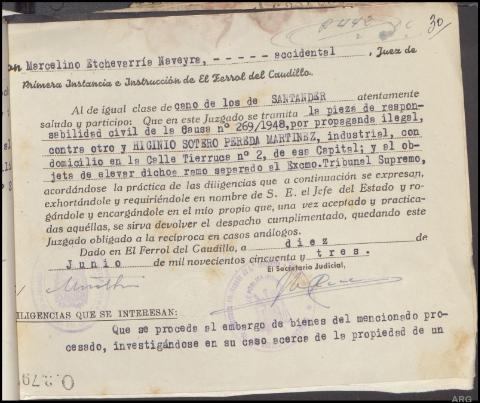 30
on Marcelino Etchevarría Naveyra, - - - - - accidental , Juez de
Primera Instancia e Instrucción de El Ferrol del Caudillo.
Al de igual clase de cano de los de SANTANDER atentamente
saludo y participo: Que en este Juzgado se tramita la pieza de respon-
sabilidad civil de la Causa nº 269/1948, por propaganda ilegal,
contra otro y HIGINIO SOTERO PEREDA MARTINEZ, industrial, con
domicilio en la Calle Tierruca nº 2, de esa Capital; y al ob-
jeta de elevar dichos ramo separado al Excmo. Tribunal Supremo,
acordándose la práctica de las diligencias que a continuación se expresan,
exhortándole y requiriéndole en nombre de S. E. el Jefe del Estado y ro-
gándole y encargándole en el mío propio que, una vez aceptado y practica-
das aquéllas, se sirva devolver el despacho cumplimentado, quedando este
Juzgado obligado a la recíproca en casos análogos.
Dado en El Ferrol del Caudillo, a diez de
Junio de mil novecientos cincuenta y tres.
El Secretario Judicial,
DILIGENCIAS QUE SE INTERESAN:
Que se proceda al embargo de bienes del mencionado pro-
cesado, investigándose en su caso acerca de la propiedad de un
ARG